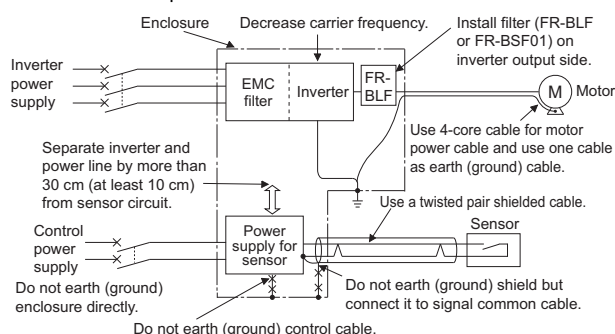 Enclosure
Decrease carrier frequency.
Install filter (FR-BLF
or FR-BSF01) on
inverter output side.
Inverter
power
supply
EMC
filter
Inverter
FR-
BLF
M
Motor
Use 4-core cable for motor
power cable and use one cable
as earth (ground) cable.
Separate inverter and
power line by more than
30 cm (at least 10 cm)
from sensor circuit.
Use a twisted pair shielded cable.
Control
power
supply
Power
supply for
sensor
Sensor
Do not earth (ground)
enclosure directly.
Do not earth (ground) shield but
connect it to signal common cable.
Do not earth (ground) control cable.